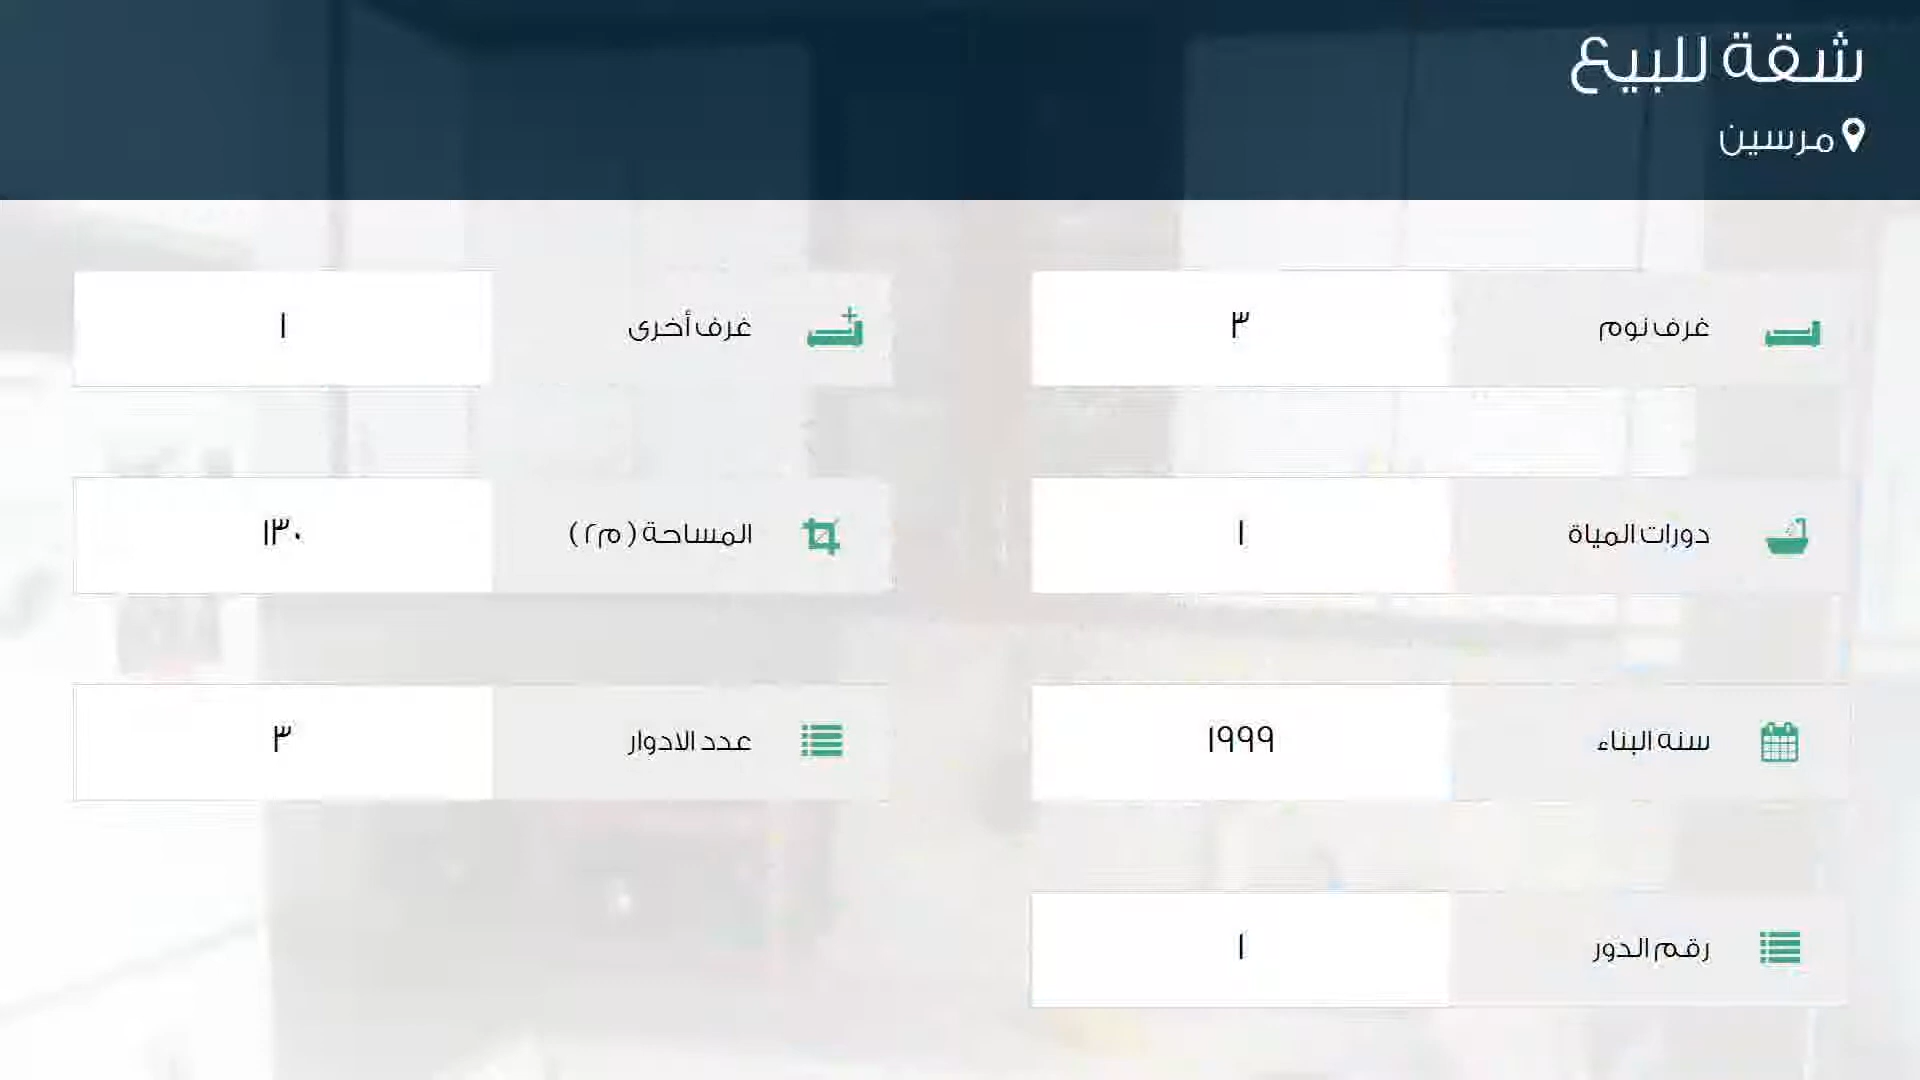 شقة للبيع
مرسين
غرف نوم ٣
غرف أخرى ١
دورات المياة ١
المساحة (م٢) ١٣٠
سنه البناء ١٩٩٩
عدد الادوار ٣
رقم الدور ١